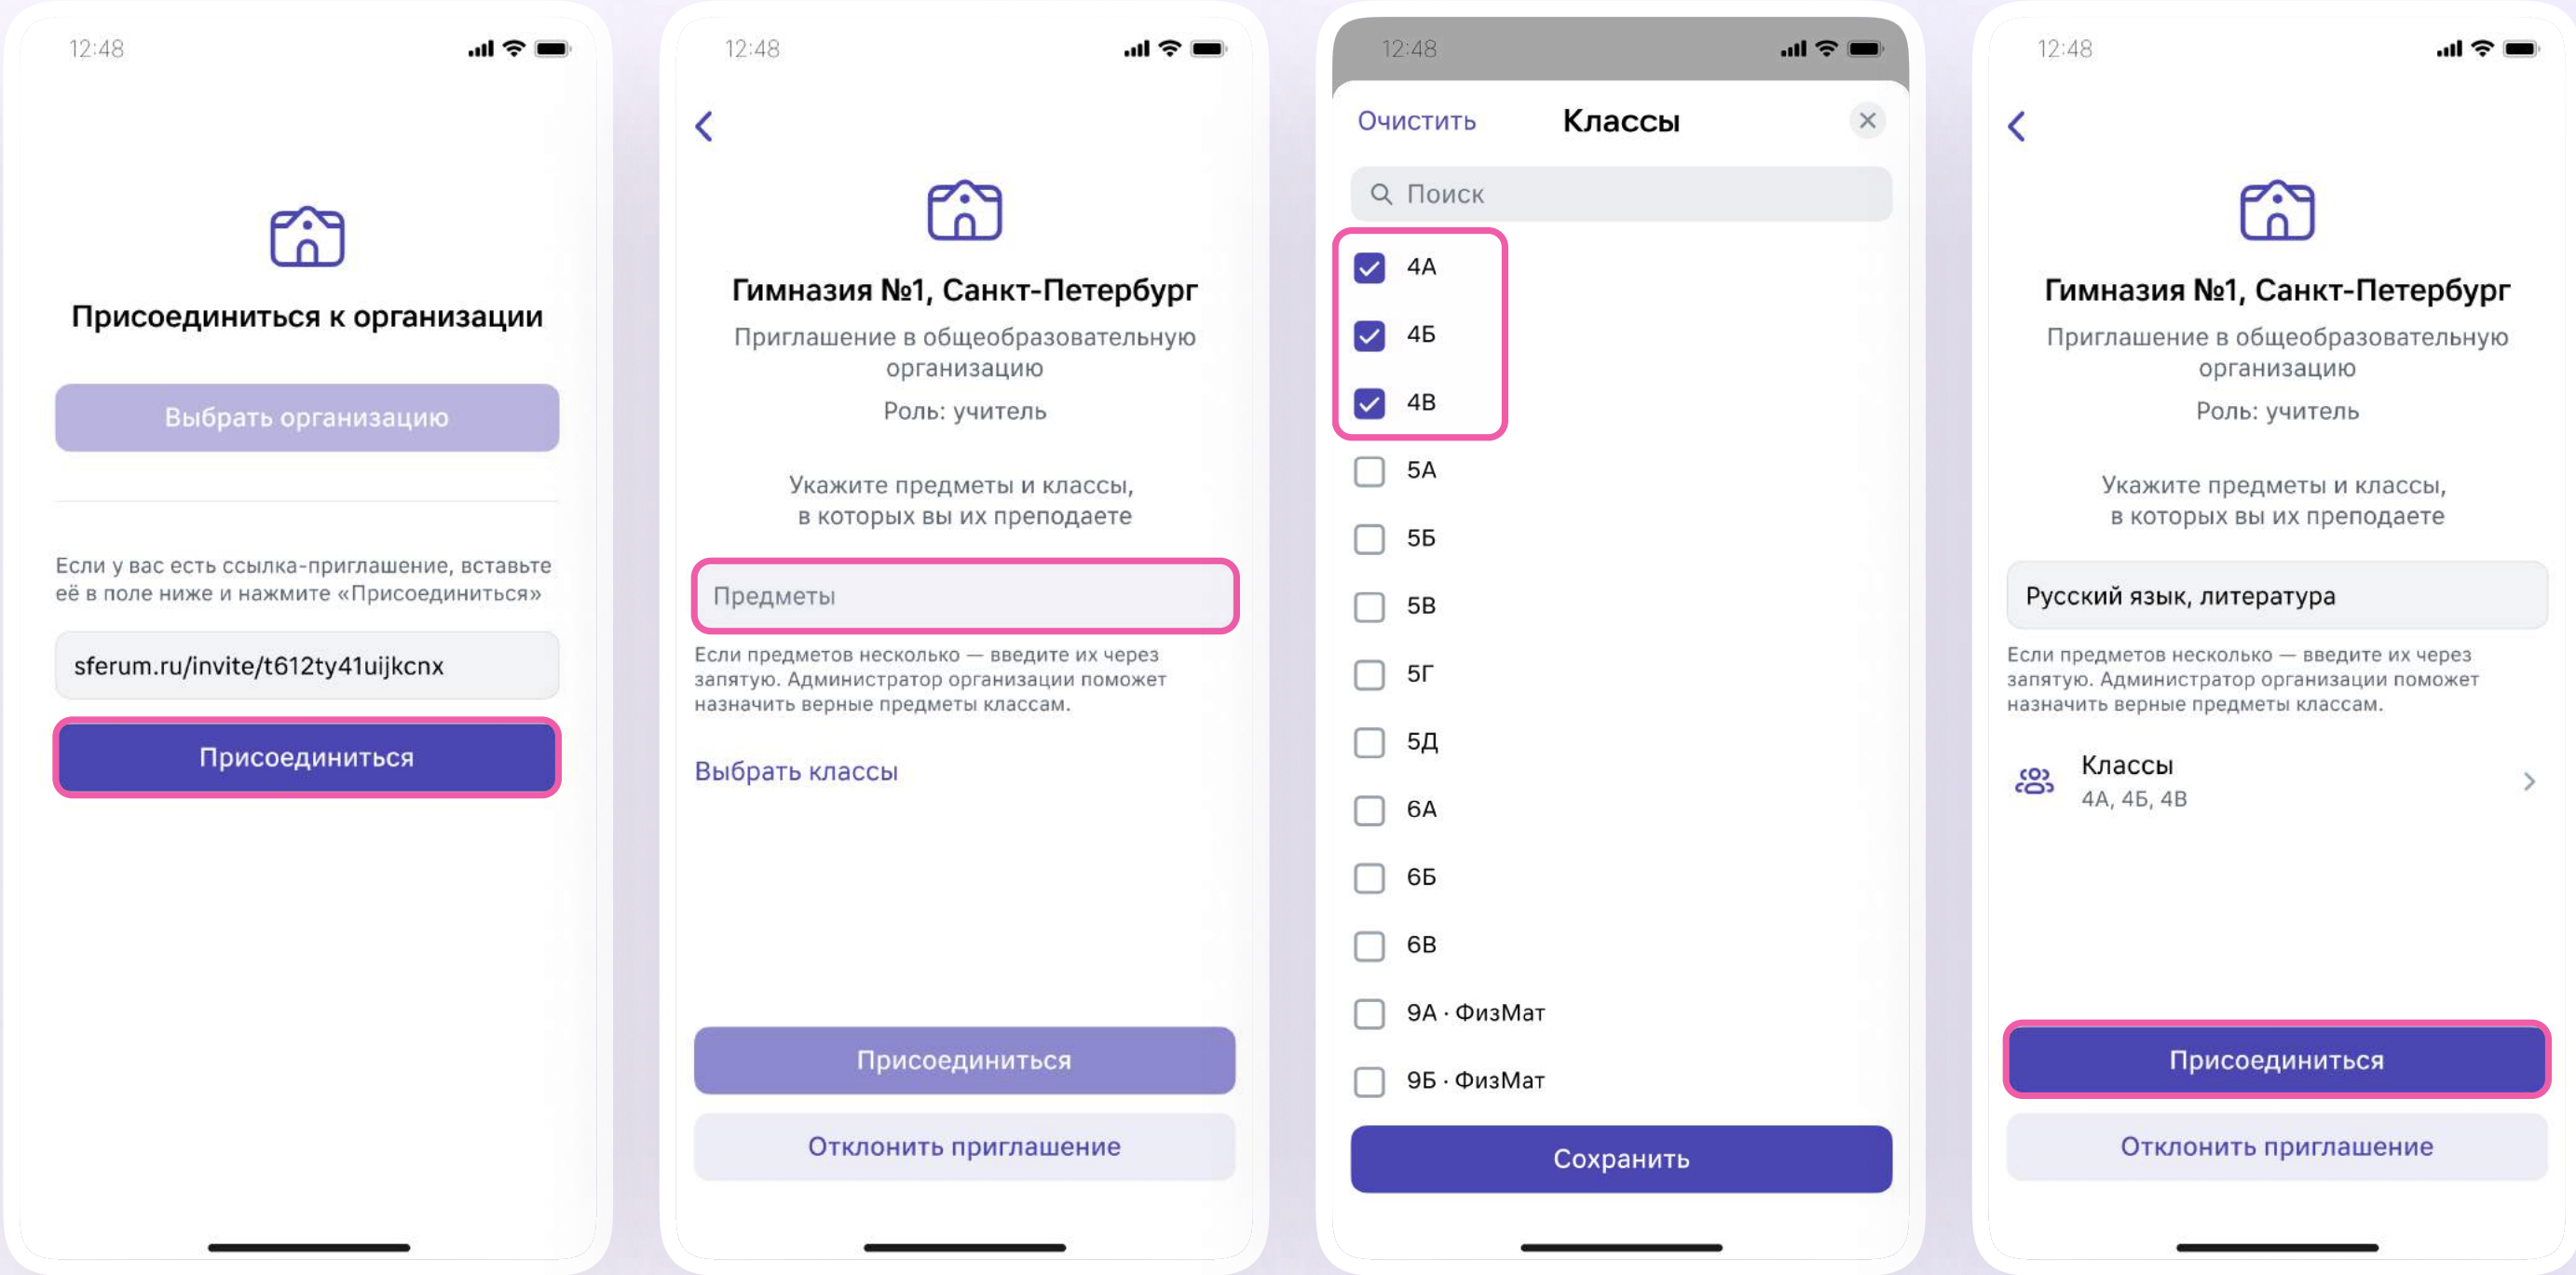 12:48
Присоединиться к организации
Выбрать организацию
Если у вас есть ссылка-приглашение, вставьте
её в поле ниже и нажмите «Присоединиться»
sferum.ru/invite/t612ty41uijkcnx
Присоединиться
12:48
Гимназия №1, Санкт-Петербург
Приглашение в общеобразовательную
организацию
Роль: учитель
Укажите предметы и классы,
в которых вы их преподаете
Предметы
Если предметов несколько — введите их через
запятую. Администратор организации поможет
назначить верные предметы классам.
Выбрать классы
Присоединиться
Отклонить приглашение
12:48
Очистить
Классы
Поиск
4А
4Б
4В
5А
5Б
5В
5Г
5Д
6А
6Б
6В
9А · ФизМат
9Б · ФизМат
Сохранить
12:48
Гимназия №1, Санкт-Петербург
Приглашение в общеобразовательную
организацию
Роль: учитель
Укажите предметы и классы,
в которых вы их преподаете
Русский язык, литература
Если предметов несколько — введите их через
запятую. Администратор организации поможет
назначить верные предметы классам.
Классы
4А, 4Б, 4В
Присоединиться
Отклонить приглашение